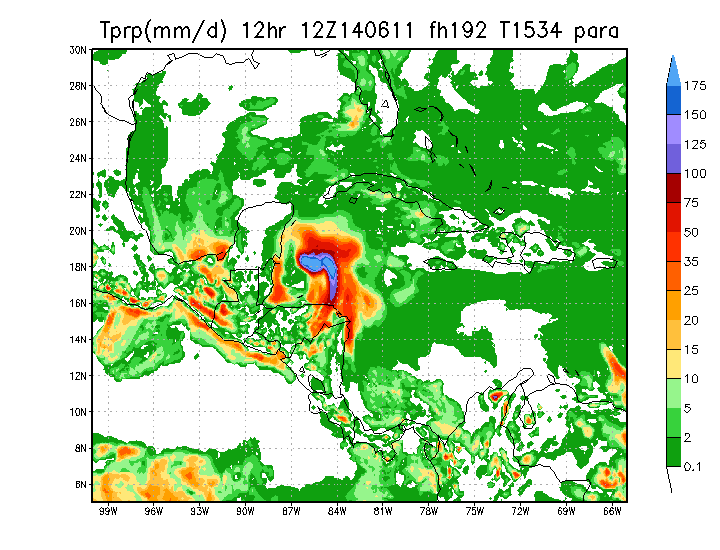 Tprp(mm/d) 12hr 12Z140611 fh192 T1534 para
30N
28N
26N
24N
22N
20N
18N
16N
14N
12N
10N
8N
6N
99W 96W 93W 90W 87W 84W 81W 78W 75W 72W 69W 66W
175
150
125
100
75
50
35
25
20
15
10
5
2
0.1